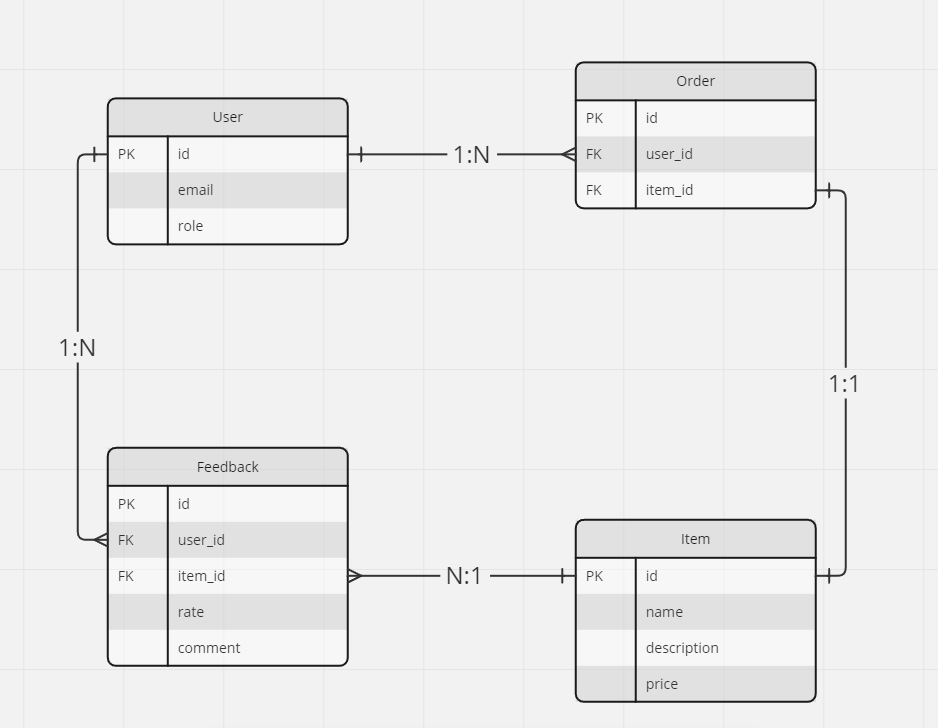 User
PK id
email
role
1:N
Order
PK id
FK user_id
FK item_id
1:N
1:1
Feedback
PK id
FK user_id
FK item_id
rate
comment
N:1
Item
PK id
name
description
price